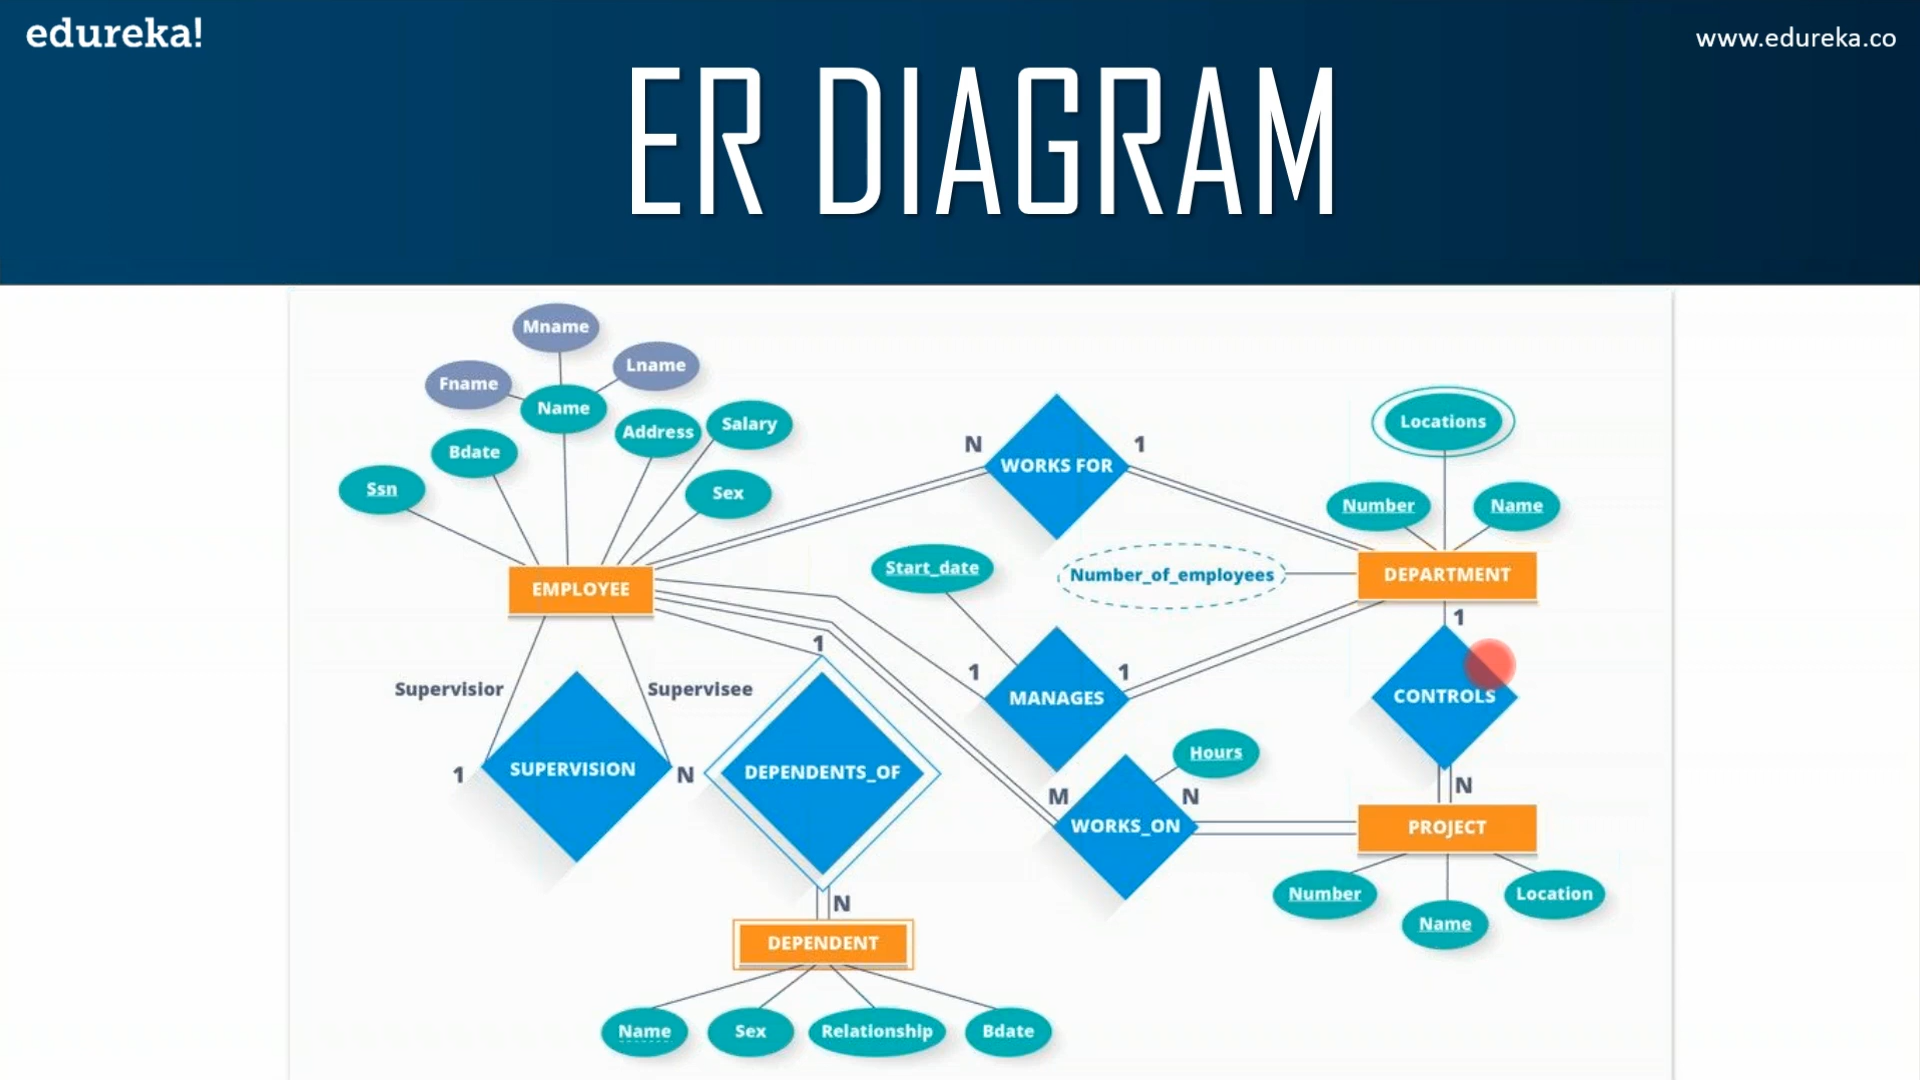 edureka!
www.edureka.co
ER DIAGRAM
Mname
Lname
Fname
Name
Address
Salary
Bdate
Ssn
Sex
N
WORKS FOR
1
Locations
Number
Name
EMPLOYEE
Start_date
Number_of_employees
DEPARTMENT
1
1
Supervisior
Supervisee
1
MANAGES
1
CONTROLS
SUPERVISION
1
N
DEPENDENTS_OF
Hours
M
N
WORKS_ON
N
PROJECT
Number
Name
Location
N
DEPENDENT
Name
Sex
Relationship
Bdate